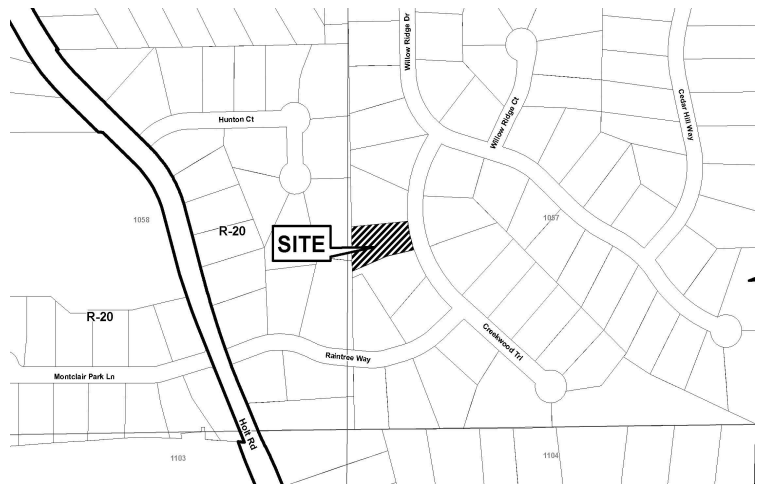 Willow Ridge Dr
Hunton Ct
Willow Ridge Ct
Cedar Hill Way
1058
R-20
1057
SITE
R-20
Creekwood Trl
Raintree Way
Montclair Park Ln
Holt Rd
1103
1104